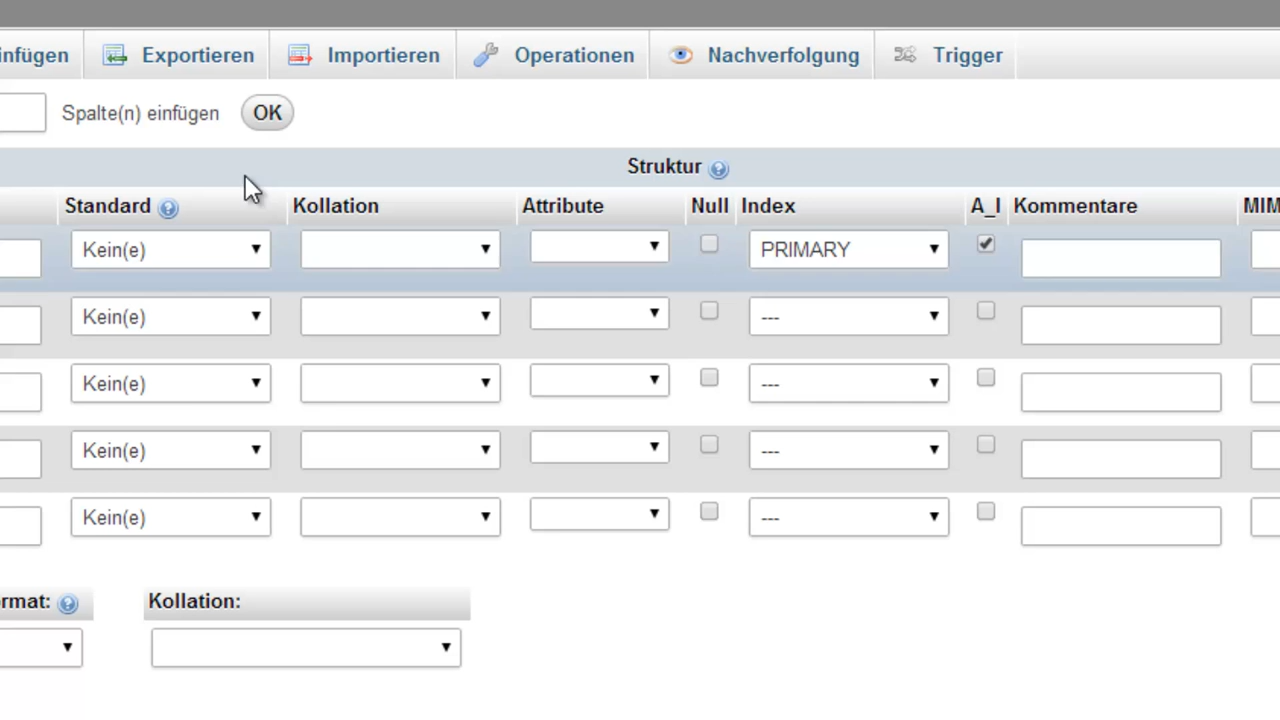 infügen Exportieren Importieren Operationen Nachverfolgung Trigger
Spalte(n) einfügen OK
Struktur
Standard Kollation Attribute Null Index A_I Kommentare MIM
Kein(e) PRIMARY
Kein(e) ---
Kein(e) ---
Kein(e) ---
Kein(e) ---
rmat: Kollation: